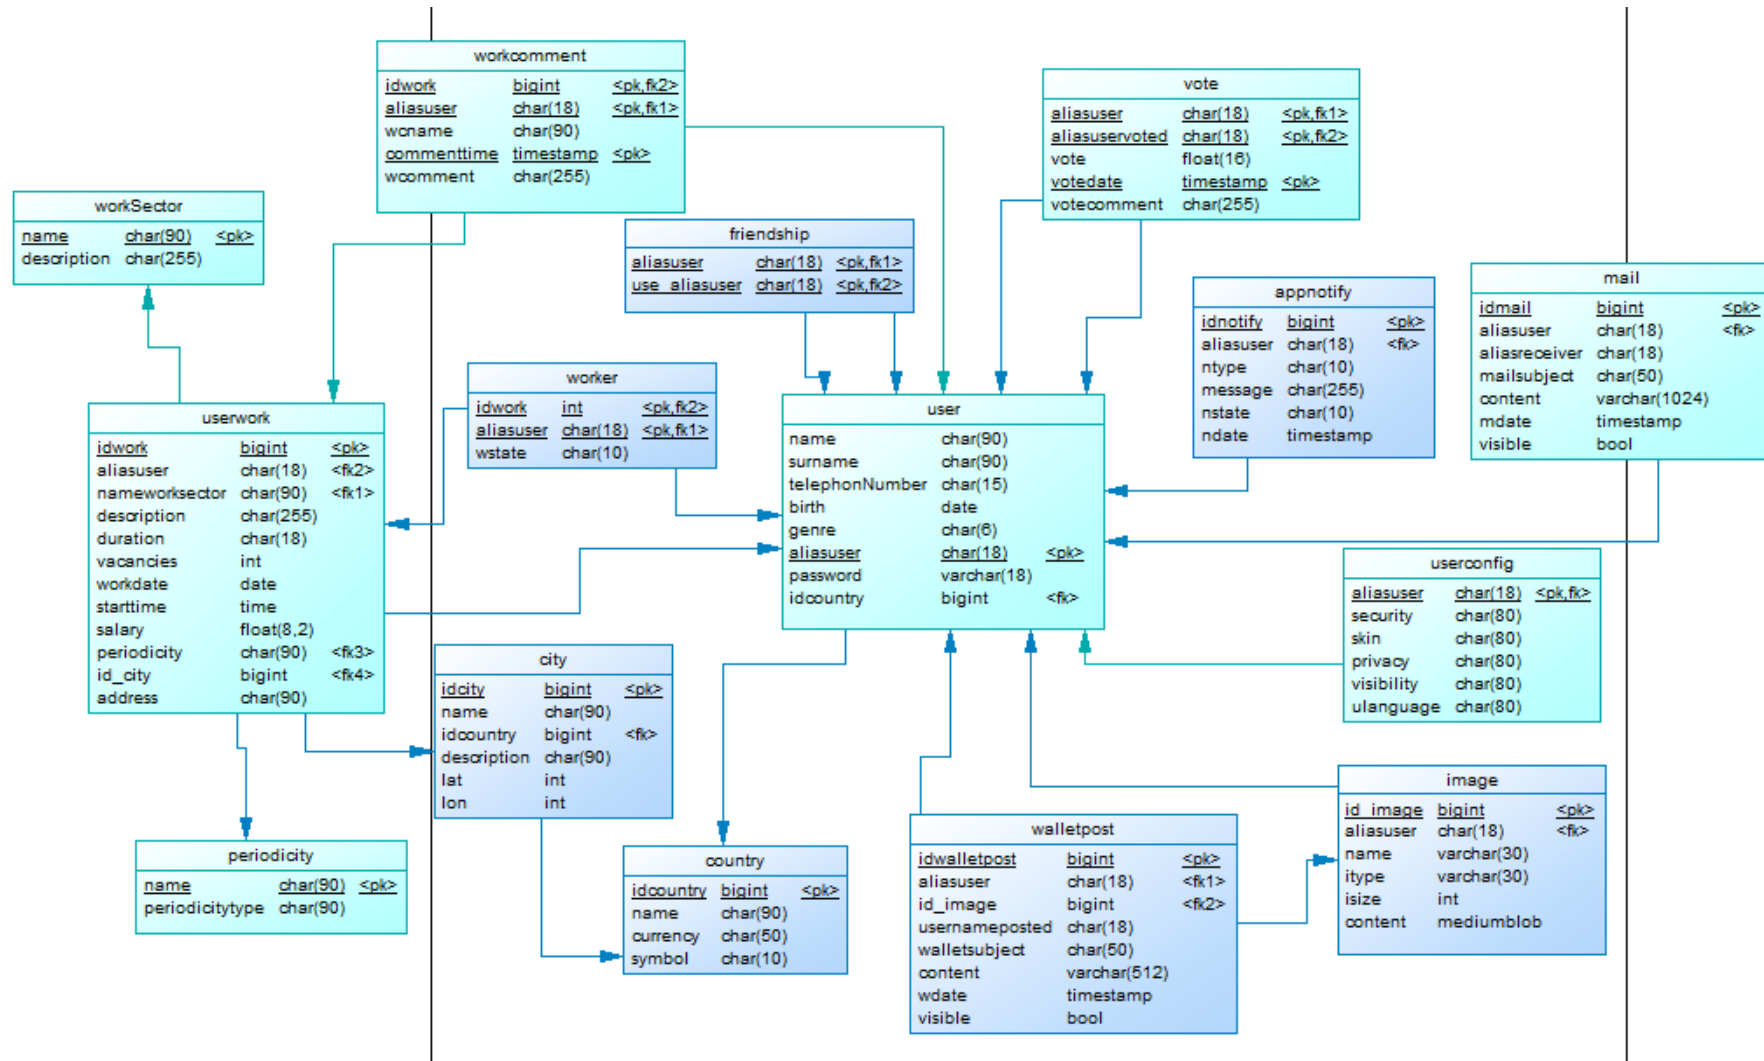 workcomment
idwork bigint <pk,fk2>
aliasuser char(18) <pk,fk1>
wcname char(90)
commenttime timestamp <pk>
wcomment char(255)
vote
aliasuser char(18) <pk,fk1>
aliasuservoted char(18) <pk,fk2>
vote float(16)
votedate timestamp <pk>
votecomment char(255)
workSector
name char(90) <pk>
description char(255)
friendship
aliasuser char(18) <pk,fk1>
use_aliasuser char(18) <pk,fk2>
appnotify
idnotify bigint <pk>
aliasuser char(18) <fk>
ntype char(10)
message char(255)
nstate char(10)
ndate timestamp
mail
idmail bigint <pk>
aliasuser char(18) <fk>
aliasreceiver char(18)
mailsubject char(50)
content varchar(1024)
mdate timestamp
visible bool
worker
idwork int <pk,fk2>
aliasuser char(18) <pk,fk1>
wstate char(10)
userwork
idwork bigint <pk>
aliasuser char(18) <fk2>
nameworksector char(90) <fk1>
description char(255)
duration char(18)
vacancies int
workdate date
starttime time
salary float(8,2)
periodicity char(90) <fk3>
id_city bigint <fk4>
address char(90)
user
name char(90)
surname char(90)
telephonNumber char(15)
birth date
genre char(6)
aliasuser char(18) <pk>
password varchar(18)
idcountry bigint <fk>
userconfig
aliasuser char(18) <pk,fk>
security char(80)
skin char(80)
privacy char(80)
visibility char(80)
ulanguage char(80)
city
idcity bigint <pk>
name char(90)
idcountry bigint <fk>
description char(90)
lat int
lon int
image
id_image bigint <pk>
aliasuser char(18) <fk>
name varchar(30)
itype varchar(30)
isize int
content mediumblob
walletpost
idwalletpost bigint <pk>
aliasuser char(18) <fk1>
id_image bigint <fk2>
usernameposted char(18)
walletsubject char(50)
content varchar(512)
wdate timestamp
visible bool
periodicity
name char(90) <pk>
periodicitytype char(90)
country
idcountry bigint <pk>
name char(90)
currency char(50)
symbol char(10)